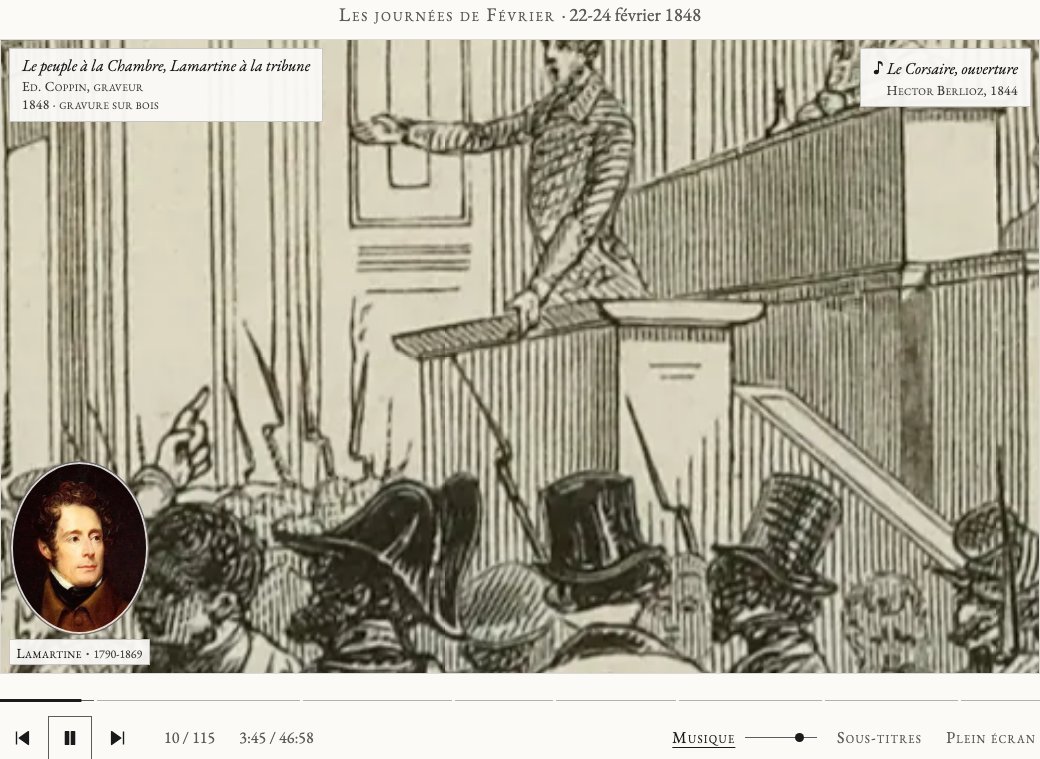 Les journées de Février · 22-24 février 1848
Le peuple à la Chambre, Lamartine à la tribune
Ed. Coppin, graveur
1848 · gravure sur bois
♪ Le Corsaire, ouverture
Hector Berlioz, 1844
Lamartine · 1790-1869
10 / 115
3:45 / 46:58
Musique
Sous-titres
Plein écran